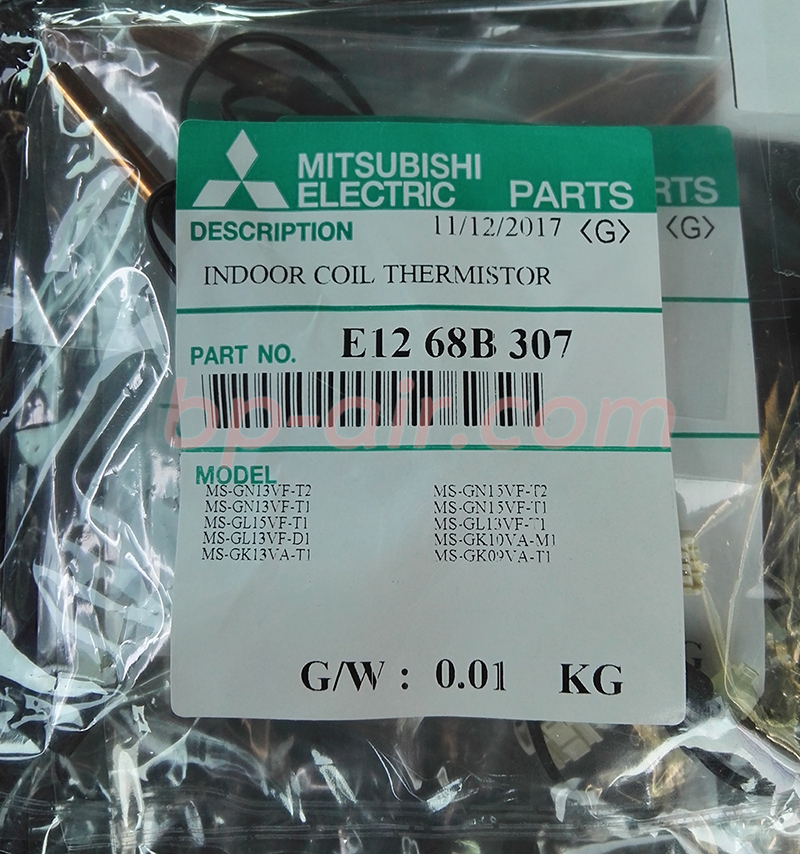 MITSUBISHI
ELECTRIC PARTS
RTS
DESCRIPTION 11/12/2017 <G>
<G>
INDOOR COIL THERMISTOR
PART NO. E12 68B 307
bp-air.com
MODEL
MS-GN13VF-T2 MS-GN15VF-T2
MS-GN13VF-T1 MS-GN15VF-T1
MS-GL15VF-T1 MS-GL13VF-T1
MS-GL13VF-D1 MS-GK10VA-M1
MS-GK13VA-T1 MS-GK09VA-T1
G/W : 0.01 KG
G